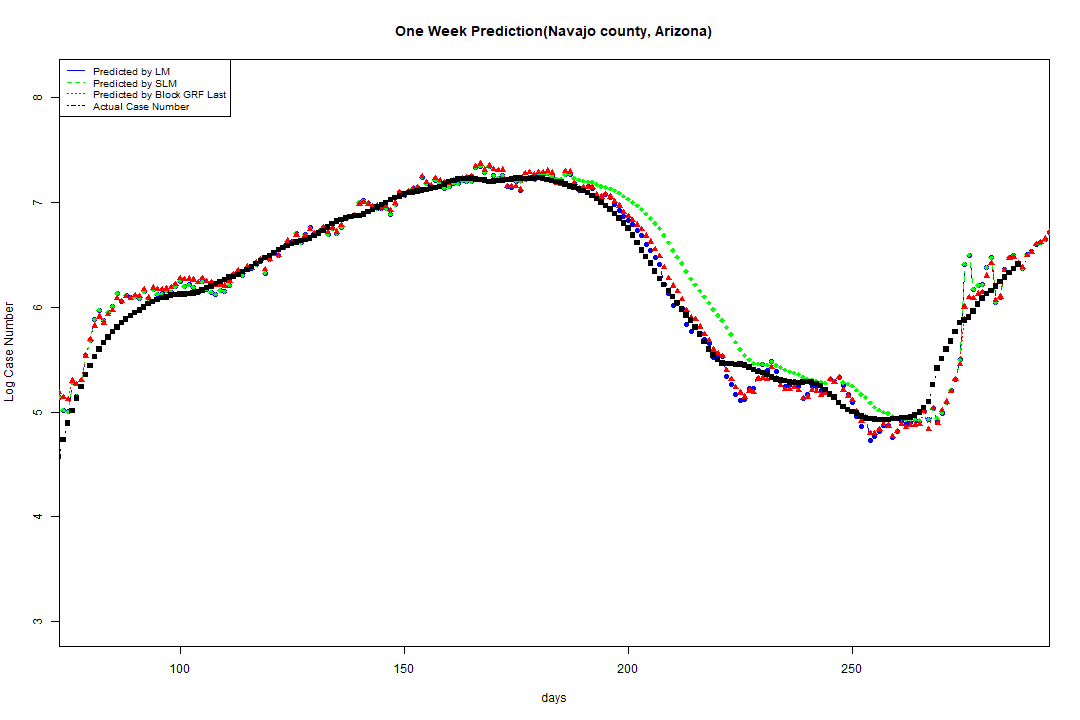 One Week Prediction(Navajo county, Arizona)
Predicted by LM
Predicted by SLM
Predicted by Block GRF Last
Actual Case Number
8
7
6
5
4
3
Log Case Number
100 150 200 250
days